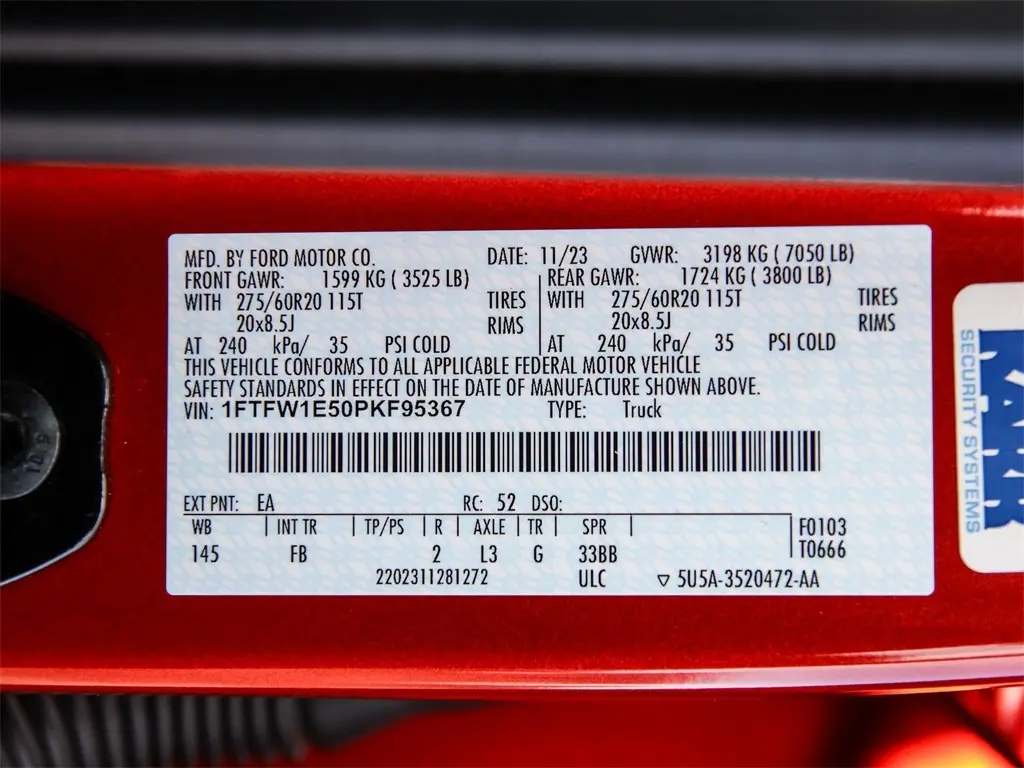 MFD. BY FORD MOTOR CO. DATE: 11/23 GVWR: 3198 KG ( 7050 LB)
FRONT GAWR: 1599 KG ( 3525 LB) REAR GAWR: 1724 KG ( 3800 LB)
WITH 275/60R20 115T TIRES WITH 275/60R20 115T TIRES
20x8.5J RIMS 20x8.5J RIMS
AT 240 kPa/ 35 PSI COLD AT 240 kPa/ 35 PSI COLD
THIS VEHICLE CONFORMS TO ALL APPLICABLE FEDERAL MOTOR VEHICLE
SAFETY STANDARDS IN EFFECT ON THE DATE OF MANUFACTURE SHOWN ABOVE.
VIN: 1FTFW1E50PKF95367 TYPE: Truck
EXT PNT: EA RC: 52 DSO:
WB INT TR TP/PS R AXLE TR SPR F0103
145 FB 2 L3 G 33BB T0666
2202311281272 ULC ▽ 5U5A-3520472-AA
SECURITY SYSTEMS